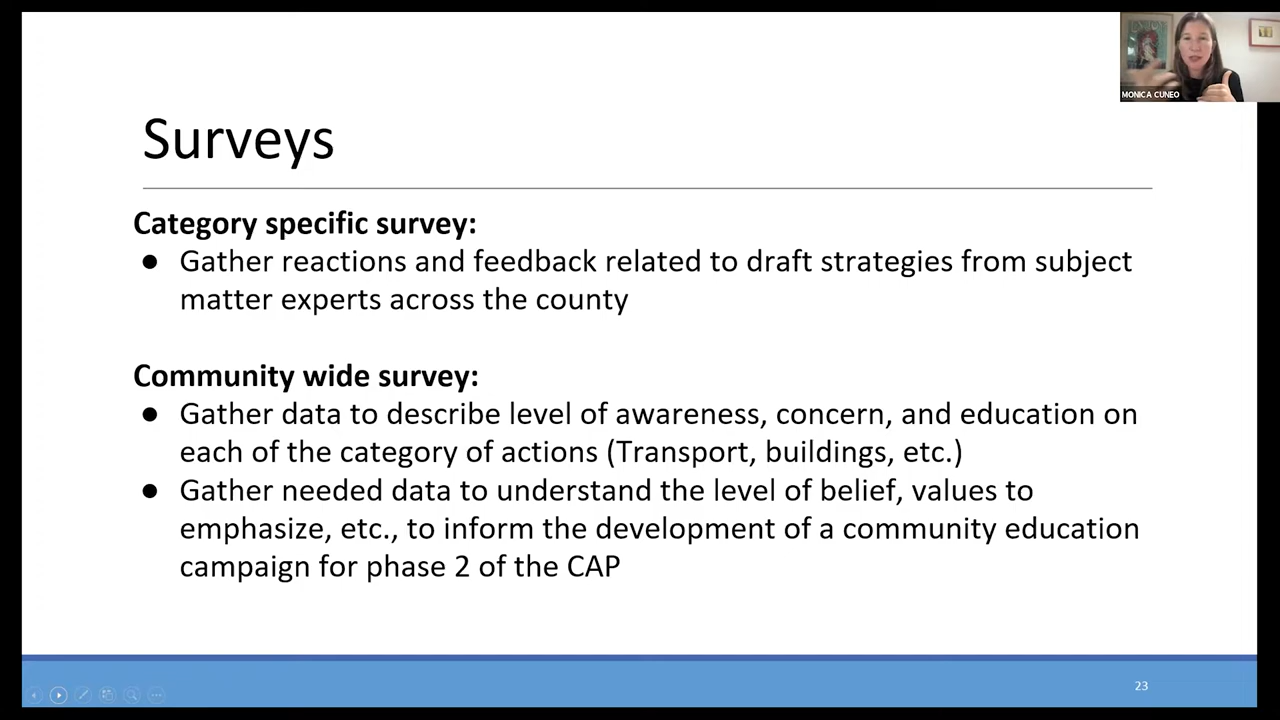 MONICA CUNEO
Surveys
Category specific survey:
● Gather reactions and feedback related to draft strategies from subject
matter experts across the county
Community wide survey:
● Gather data to describe level of awareness, concern, and education on
each of the category of actions (Transport, buildings, etc.)
● Gather needed data to understand the level of belief, values to
emphasize, etc., to inform the development of a community education
campaign for phase 2 of the CAP
23